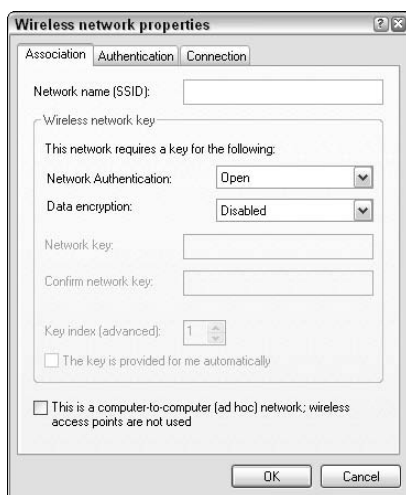 Wireless network properties
Association Authentication Connection
Network name (SSID):
Wireless network key
This network requires a key for the following:
Network Authentication: Open
Data encryption: Disabled
Network key:
Confirm network key:
Key index (advanced): 1
The key is provided for me automatically
This is a computer-to-computer (ad hoc) network; wireless
access points are not used
OK Cancel